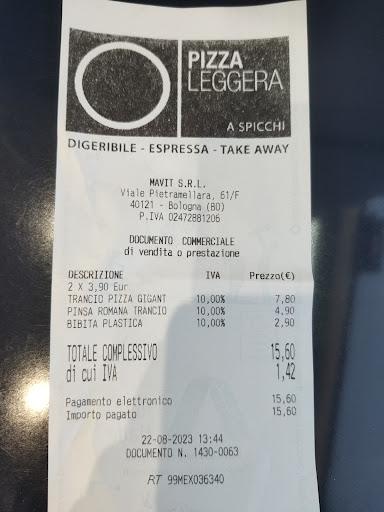 PIZZA
LEGGERA
A SPICCHI
DIGERIBILE - ESPRESSA - TAKE AWAY
MAVIT S.R.L.
Viale Pietramellara, 61/F
40121 - Bologna (BO)
P.IVA 02472881206
DOCUMENTO COMMERCIALE
di vendita o prestazione
DESCRIZIONE IVA Prezzo(€)
2 X 3,90 Eur
TRANCIO PIZZA GIGANT 10,00% 7,80
PINSA ROMANA TRANCIO 10,00% 4,90
BIBITA PLASTICA 10,00% 2,90
TOTALE COMPLESSIVO 15,60
di cui IVA 1,42
Pagamento elettronico 15,60
Importo pagato 15,60
22-08-2023 13:44
DOCUMENTO N. 1430-0063
RT 99MEX036340